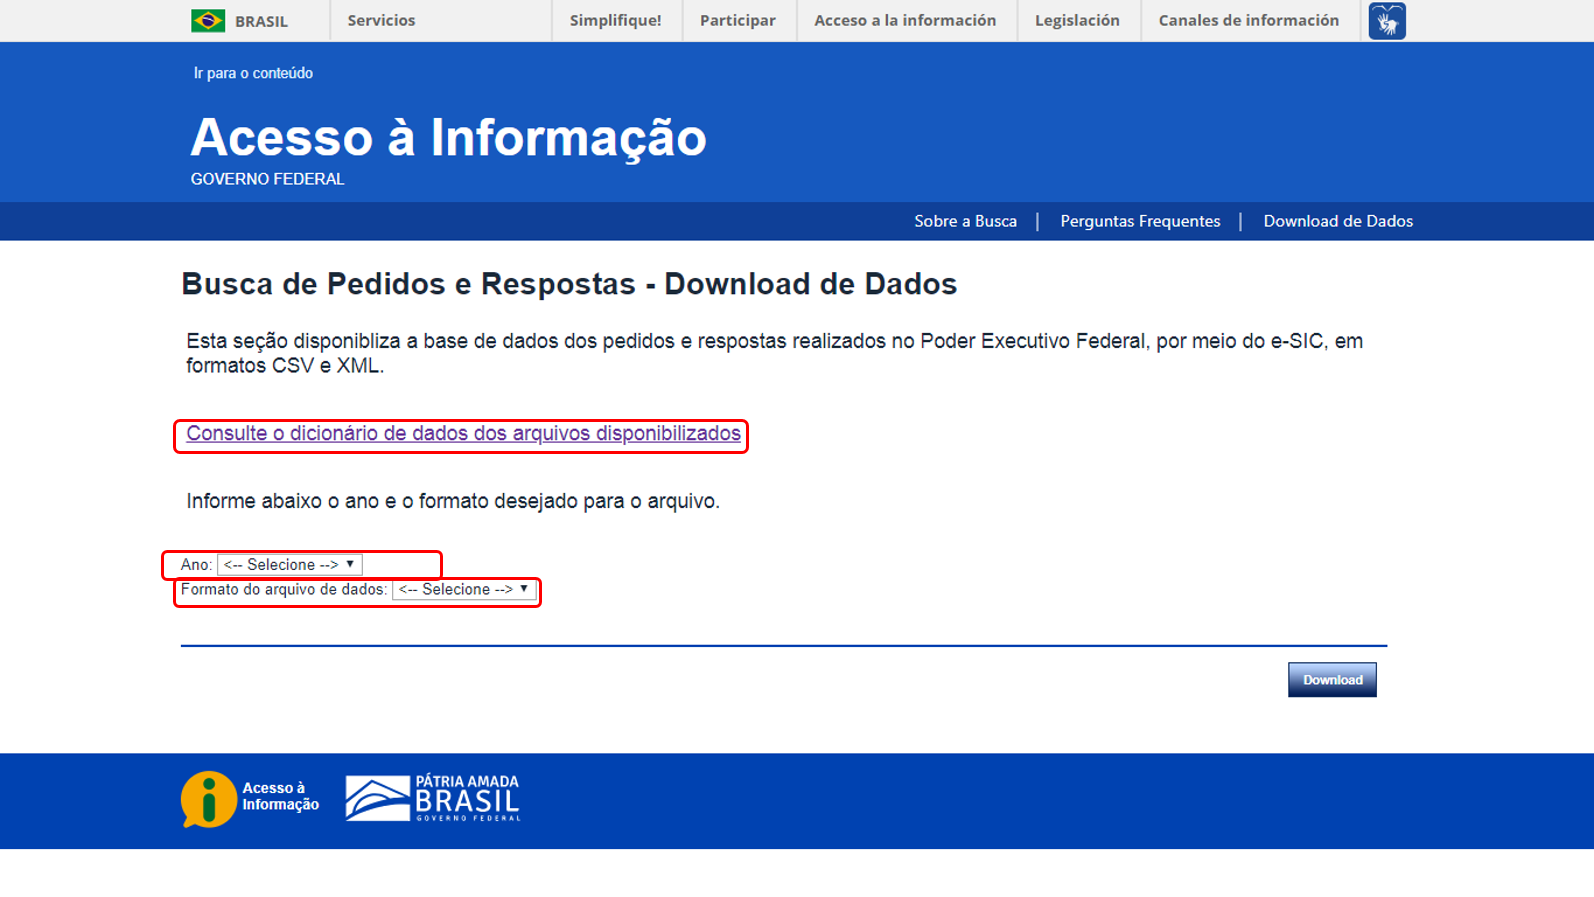 BRASIL
Servicios
Simplifique!
Participar
Acceso a la información
Legislación
Canales de información
Ir para o conteúdo
Acesso à Informação
GOVERNO FEDERAL
Sobre a Busca | Perguntas Frequentes | Download de Dados
Busca de Pedidos e Respostas - Download de Dados
Esta seção disponibliza a base de dados dos pedidos e respostas realizados no Poder Executivo Federal, por meio do e-SIC, em
formatos CSV e XML.
Consulte o dicionário de dados dos arquivos disponibilizados
Informe abaixo o ano e o formato desejado para o arquivo.
Ano: <-- Selecione -->
Formato do arquivo de dados: <-- Selecione -->
Download
Acesso à
Informação
PÁTRIA AMADA
BRASIL
GOVERNO FEDERAL